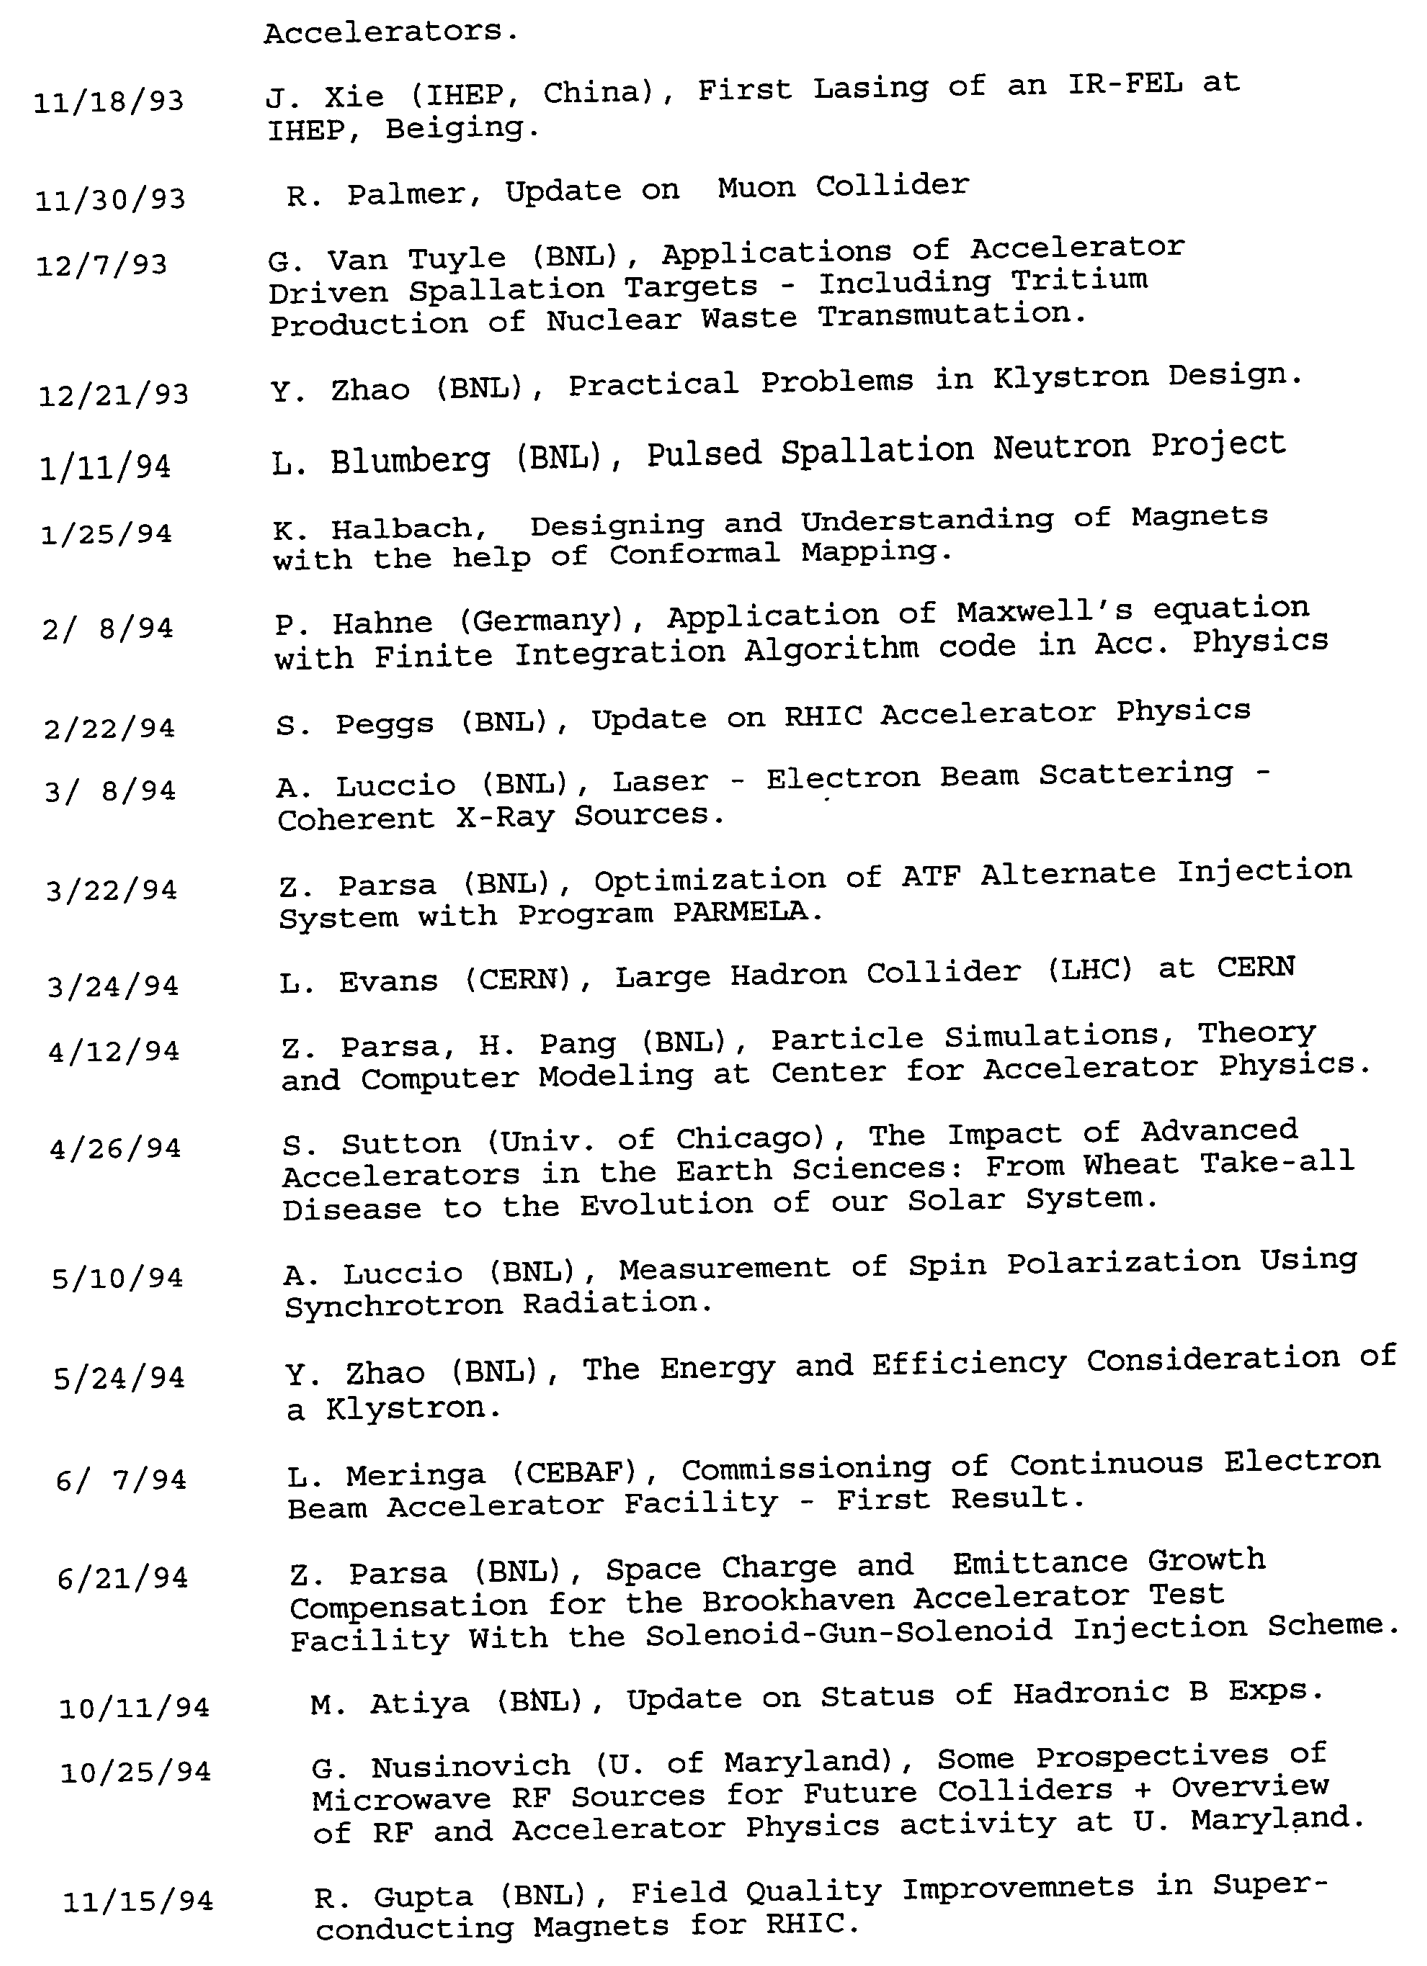 Accelerators.
11/18/93 J. Xie (IHEP, China), First Lasing of an IR-FEL at
IHEP, Beiging.
11/30/93 R. Palmer, Update on Muon Collider
12/7/93 G. Van Tuyle (BNL), Applications of Accelerator
Driven Spallation Targets - Including Tritium
Production of Nuclear Waste Transmutation.
12/21/93 Y. Zhao (BNL), Practical Problems in Klystron Design.
1/11/94 L. Blumberg (BNL), Pulsed Spallation Neutron Project
1/25/94 K. Halbach, Designing and Understanding of Magnets
with the help of Conformal Mapping.
2/ 8/94 P. Hahne (Germany), Application of Maxwell's equation
with Finite Integration Algorithm code in Acc. Physics
2/22/94 S. Peggs (BNL), Update on RHIC Accelerator Physics
3/ 8/94 A. Luccio (BNL), Laser - Electron Beam Scattering -
Coherent X-Ray Sources.
3/22/94 Z. Parsa (BNL), Optimization of ATF Alternate Injection
System with Program PARMELA.
3/24/94 L. Evans (CERN), Large Hadron Collider (LHC) at CERN
4/12/94 Z. Parsa, H. Pang (BNL), Particle Simulations, Theory
and Computer Modeling at Center for Accelerator Physics.
4/26/94 S. Sutton (Univ. of Chicago), The Impact of Advanced
Accelerators in the Earth Sciences: From Wheat Take-all
Disease to the Evolution of our Solar System.
5/10/94 A. Luccio (BNL), Measurement of Spin Polarization Using
Synchrotron Radiation.
5/24/94 Y. Zhao (BNL), The Energy and Efficiency Consideration of
a Klystron.
6/ 7/94 L. Meringa (CEBAF), Commissioning of Continuous Electron
Beam Accelerator Facility - First Result.
6/21/94 Z. Parsa (BNL), Space Charge and Emittance Growth
Compensation for the Brookhaven Accelerator Test
Facility With the Solenoid-Gun-Solenoid Injection Scheme.
10/11/94 M. Atiya (BNL), Update on Status of Hadronic B Exps.
10/25/94 G. Nusinovich (U. of Maryland), Some Prospectives of
Microwave RF Sources for Future Colliders + Overview
of RF and Accelerator Physics activity at U. Maryland.
11/15/94 R. Gupta (BNL), Field Quality Improvemnets in Super-
conducting Magnets for RHIC.